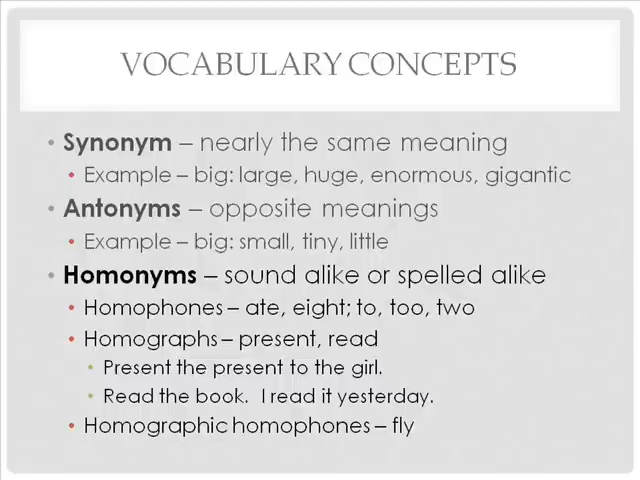 VOCABULARY CONCEPTS
• Synonym – nearly the same meaning
• Example – big: large, huge, enormous, gigantic
• Antonyms – opposite meanings
• Example – big: small, tiny, little
• Homonyms – sound alike or spelled alike
• Homophones – ate, eight; to, too, two
• Homographs – present, read
• Present the present to the girl.
• Read the book.  I read it yesterday.
• Homographic homophones – fly